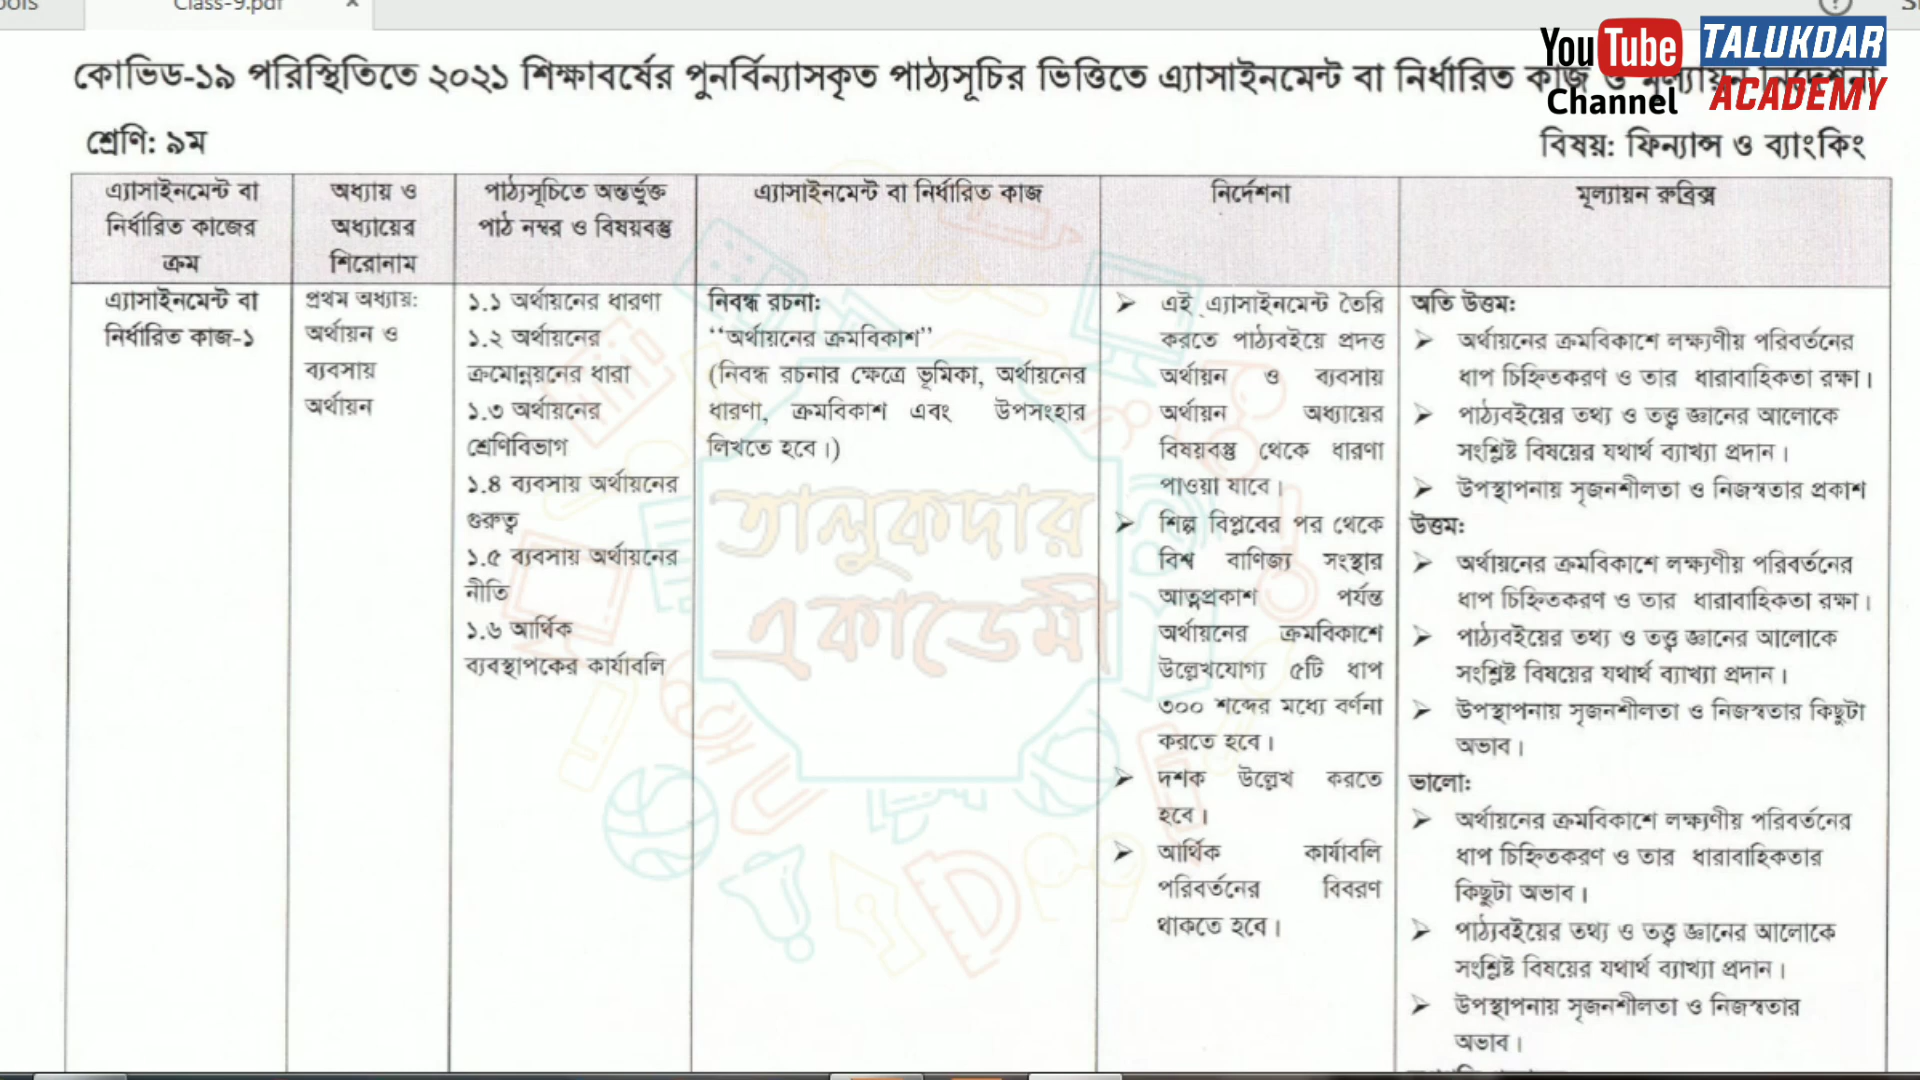 Class-9.pdf
YouTube Channel
TALUKDAR ACADEMY
কোভিড-১৯ পরিস্থিতিতে ২০২১ শিক্ষাবর্ষের পুনর্বিন্যাসকৃত পাঠ্যসূচির ভিত্তিতে এ্যাসাইনমেন্ট বা নির্ধারিত কাজ ও মূল্যায়ন নির্দেশনা
শ্রেণি: ৯ম
বিষয়: ফিন্যান্স ও ব্যাংকিং
এ্যাসাইনমেন্ট বা
নির্ধারিত কাজের
ক্রম
অধ্যায় ও
অধ্যায়ের
শিরোনাম
পাঠ্যসূচিতে অন্তর্ভুক্ত
পাঠ নম্বর ও বিষয়বস্তু
এ্যাসাইনমেন্ট বা নির্ধারিত কাজ
নির্দেশনা
মূল্যায়ন রুব্রিক্স
এ্যাসাইনমেন্ট বা
নির্ধারিত কাজ-১
প্রথম অধ্যায়:
অর্থায়ন ও
ব্যবসায়
অর্থায়ন
১.১ অর্থায়নের ধারণা
১.২ অর্থায়নের
ক্রমোন্নয়নের ধারা
১.৩ অর্থায়নের
শ্রেণিবিভাগ
১.৪ ব্যবসায় অর্থায়নের
গুরুত্ব
১.৫ ব্যবসায় অর্থায়নের
নীতি
১.৬ আর্থিক
ব্যবস্থাপকের কার্যাবলি
নিবন্ধ রচনা:
‘‘অর্থায়নের ক্রমবিকাশ’’
(নিবন্ধ রচনার ক্ষেত্রে ভূমিকা, অর্থায়নের
ধারণা, ক্রমবিকাশ এবং উপসংহার
লিখতে হবে।)
তালুকদার
একাডেমী
➢ এই এ্যাসাইনমেন্ট তৈরি
করতে পাঠ্যবইয়ে প্রদত্ত
অর্থায়ন ও ব্যবসায়
অর্থায়ন অধ্যায়ের
বিষয়বস্তু থেকে ধারণা
পাওয়া যাবে।
➢ শিল্প বিপ্লবের পর থেকে
বিশ্ব বাণিজ্য সংস্থার
আত্নপ্রকাশ পর্যন্ত
অর্থায়নের ক্রমবিকাশে
উল্লেখযোগ্য ৫টি ধাপ
৩০০ শব্দের মধ্যে বর্ণনা
করতে হবে।
➢ দশক উল্লেখ করতে
হবে।
➢ আর্থিক কার্যাবলি
পরিবর্তনের বিবরণ
থাকতে হবে।
অতি উত্তম:
➢ অর্থায়নের ক্রমবিকাশে লক্ষ্যণীয় পরিবর্তনের
ধাপ চিহ্নিতকরণ ও তার ধারাবাহিকতা রক্ষা।
➢ পাঠ্যবইয়ের তথ্য ও তত্ত্ব জ্ঞানের আলোকে
সংশ্লিষ্ট বিষয়ের যথার্থ ব্যাখ্যা প্রদান।
➢ উপস্থাপনায় সৃজনশীলতা ও নিজস্বতার প্রকাশ
উত্তম:
➢ অর্থায়নের ক্রমবিকাশে লক্ষ্যণীয় পরিবর্তনের
ধাপ চিহ্নিতকরণ ও তার ধারাবাহিকতা রক্ষা।
➢ পাঠ্যবইয়ের তথ্য ও তত্ত্ব জ্ঞানের আলোকে
সংশ্লিষ্ট বিষয়ের যথার্থ ব্যাখ্যা প্রদান।
➢ উপস্থাপনায় সৃজনশীলতা ও নিজস্বতার কিছুটা
অভাব।
ভালো:
➢ অর্থায়নের ক্রমবিকাশে লক্ষ্যণীয় পরিবর্তনের
ধাপ চিহ্নিতকরণ ও তার ধারাবাহিকতার
কিছুটা অভাব।
➢ পাঠ্যবইয়ের তথ্য ও তত্ত্ব জ্ঞানের আলোকে
সংশ্লিষ্ট বিষয়ের যথার্থ ব্যাখ্যা প্রদান।
➢ উপস্থাপনায় সৃজনশীলতা ও নিজস্বতার
অভাব।